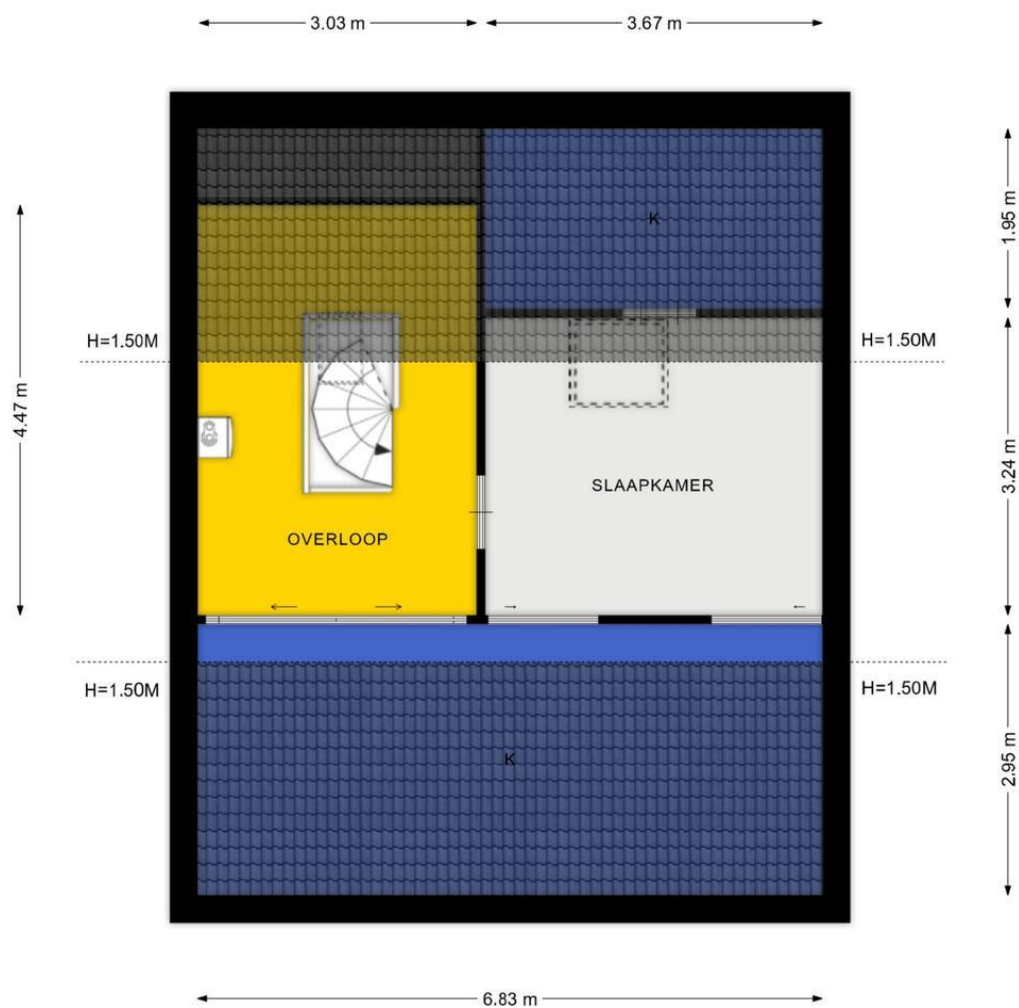 3.03 m
3.67 m
K
1.95 m
H=1.50M
H=1.50M
4.47 m
SLAAPKAMER
3.24 m
OVERLOOP
H=1.50M
H=1.50M
K
2.95 m
6.83 m